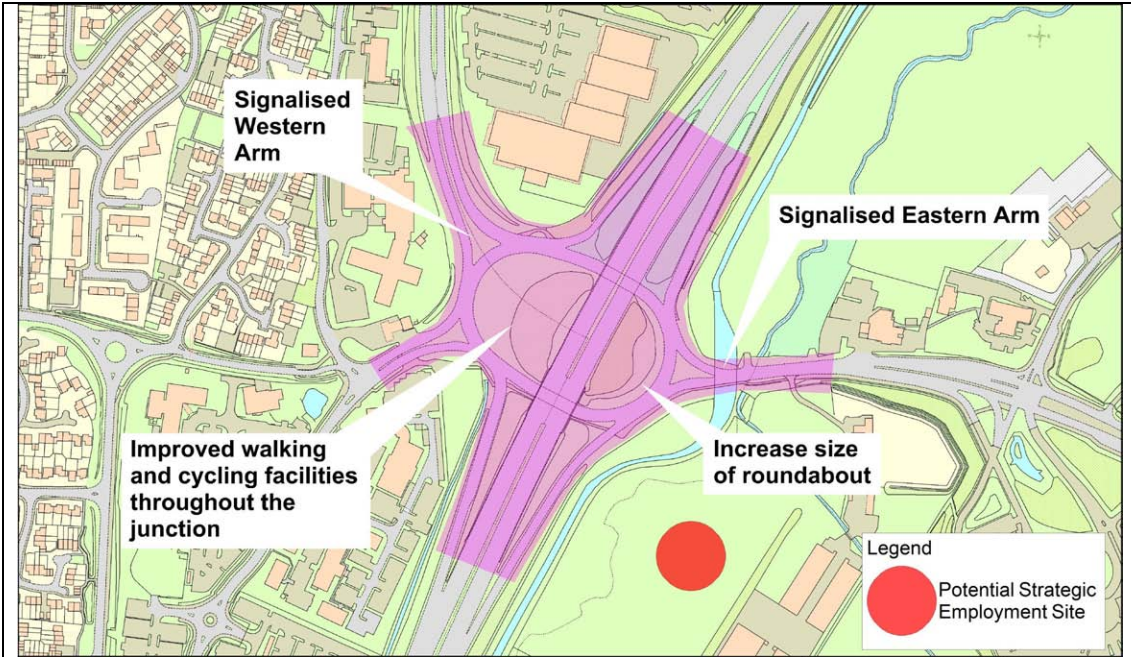 Signalised
Western
Arm
Signalised Eastern Arm
Improved walking
and cycling facilities
throughout the
junction
Increase size
of roundabout
Legend
Potential Strategic
Employment Site